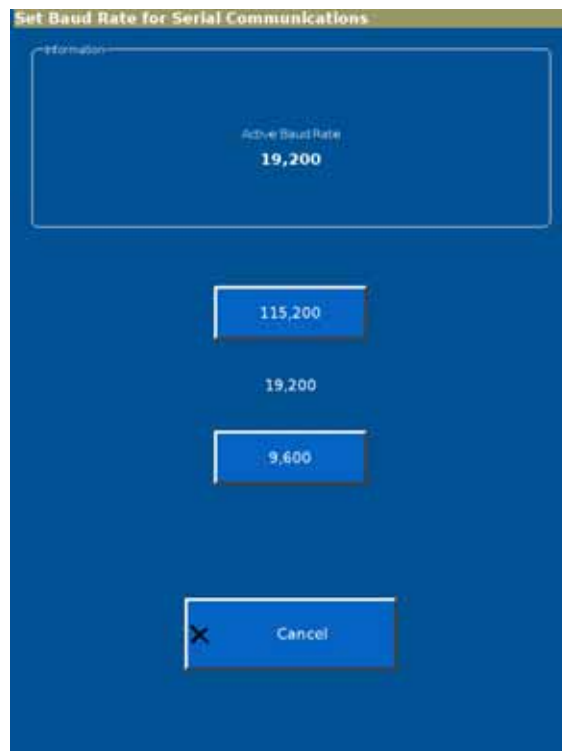 Set Baud Rate for Serial Communications
Information
Active Baud Rate
19,200
115,200
19,200
9,600
Cancel